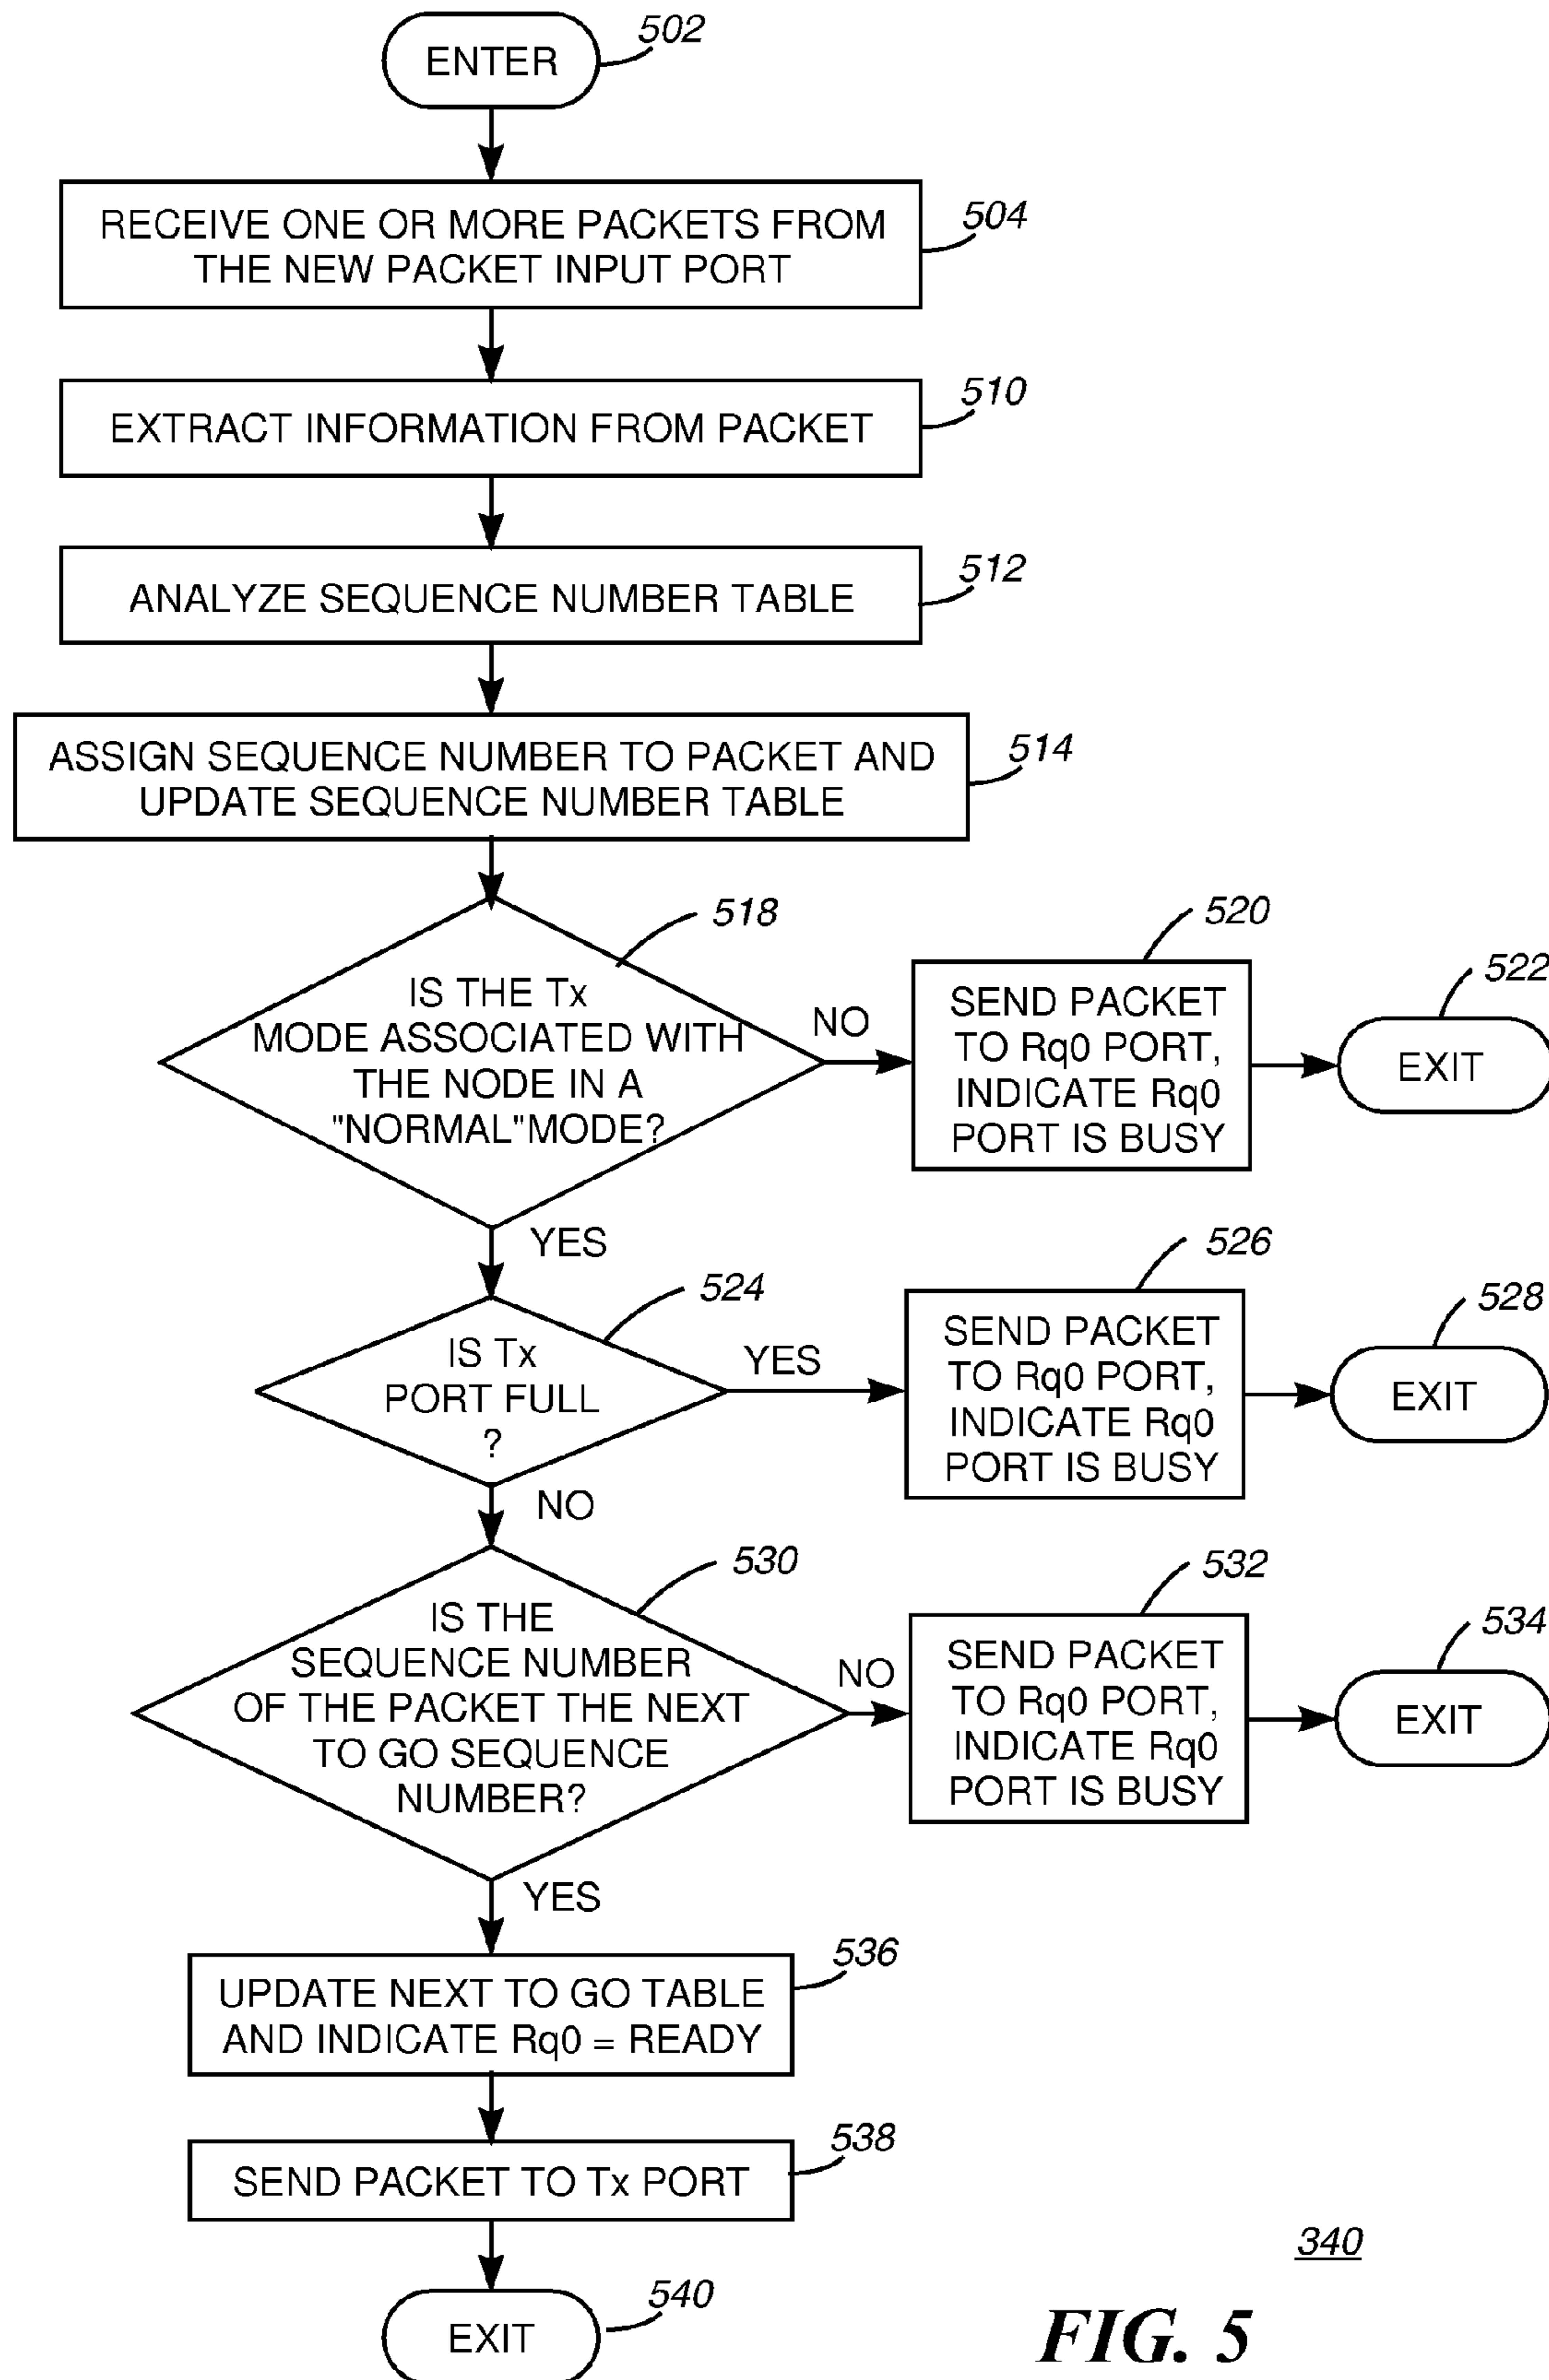 ENTER
502
RECEIVE ONE OR MORE PACKETS FROM
THE NEW PACKET INPUT PORT
504
EXTRACT INFORMATION FROM PACKET
510
ANALYZE SEQUENCE NUMBER TABLE
512
ASSIGN SEQUENCE NUMBER TO PACKET AND
UPDATE SEQUENCE NUMBER TABLE
514
IS THE Tx
MODE ASSOCIATED WITH
THE NODE IN A
"NORMAL"MODE?
518
NO
SEND PACKET
TO Rq0 PORT,
INDICATE Rq0
PORT IS BUSY
520
EXIT
522
YES
IS Tx
PORT FULL
?
524
YES
SEND PACKET
TO Rq0 PORT,
INDICATE Rq0
PORT IS BUSY
526
EXIT
528
NO
IS THE
SEQUENCE NUMBER
OF THE PACKET THE NEXT
TO GO SEQUENCE
NUMBER?
530
NO
SEND PACKET
TO Rq0 PORT,
INDICATE Rq0
PORT IS BUSY
532
EXIT
534
YES
UPDATE NEXT TO GO TABLE
AND INDICATE Rq0 = READY
536
SEND PACKET TO Tx PORT
538
EXIT
540
340
FIG. 5